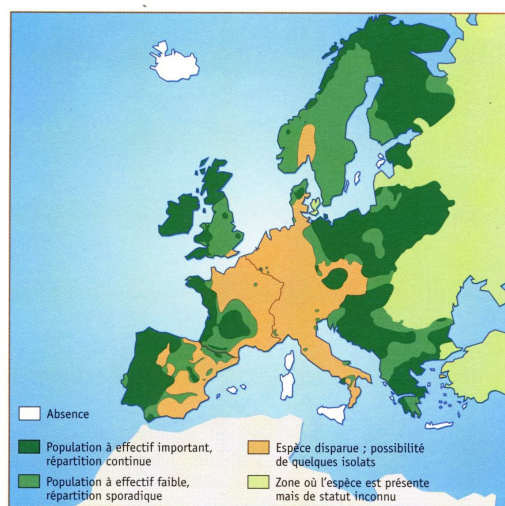 Absence
Population à effectif important,
répartition continue
Population à effectif faible,
répartition sporadique
Espèce disparue ; possibilité
de quelques isolats
Zone où l'espèce est présente
mais de statut inconnu